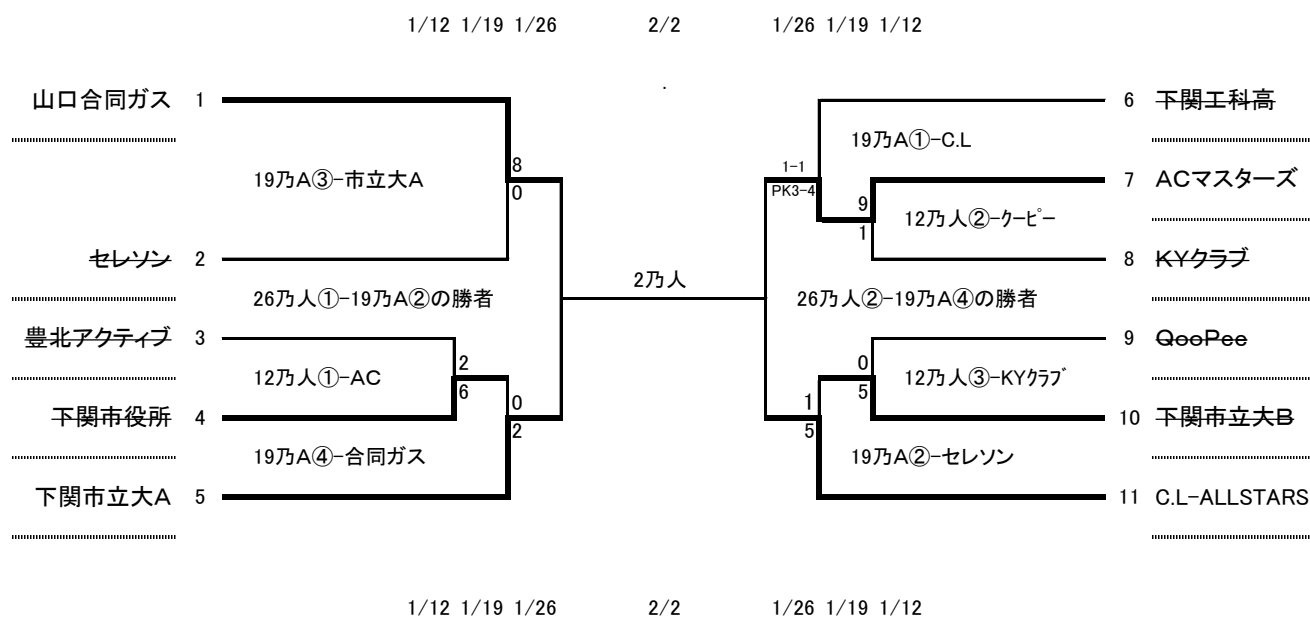 1/12 1/19 1/26 2/2 1/26 1/19 1/12
山口合同ガス 1
6 下関工科高
19乃A①-C.L
8
1-1
19乃A③-市立大A
7 ACマスターズ
0
PK3-4
9
12乃人②-クーピー
1
セレソン 2
8 KYクラブ
2乃人
26乃人①-19乃A②の勝者
26乃人②-19乃A④の勝者
豊北アクティブ 3
9 QooPee
2
0
12乃人①-AC
12乃人③-KYクラブ
6
5
0
1
下関市役所 4
10 下関市立大B
2
5
19乃A④-合同ガス
19乃A②-セレソン
下関市立大A 5
11 C.L-ALLSTARS
1/12 1/19 1/26 2/2 1/26 1/19 1/12